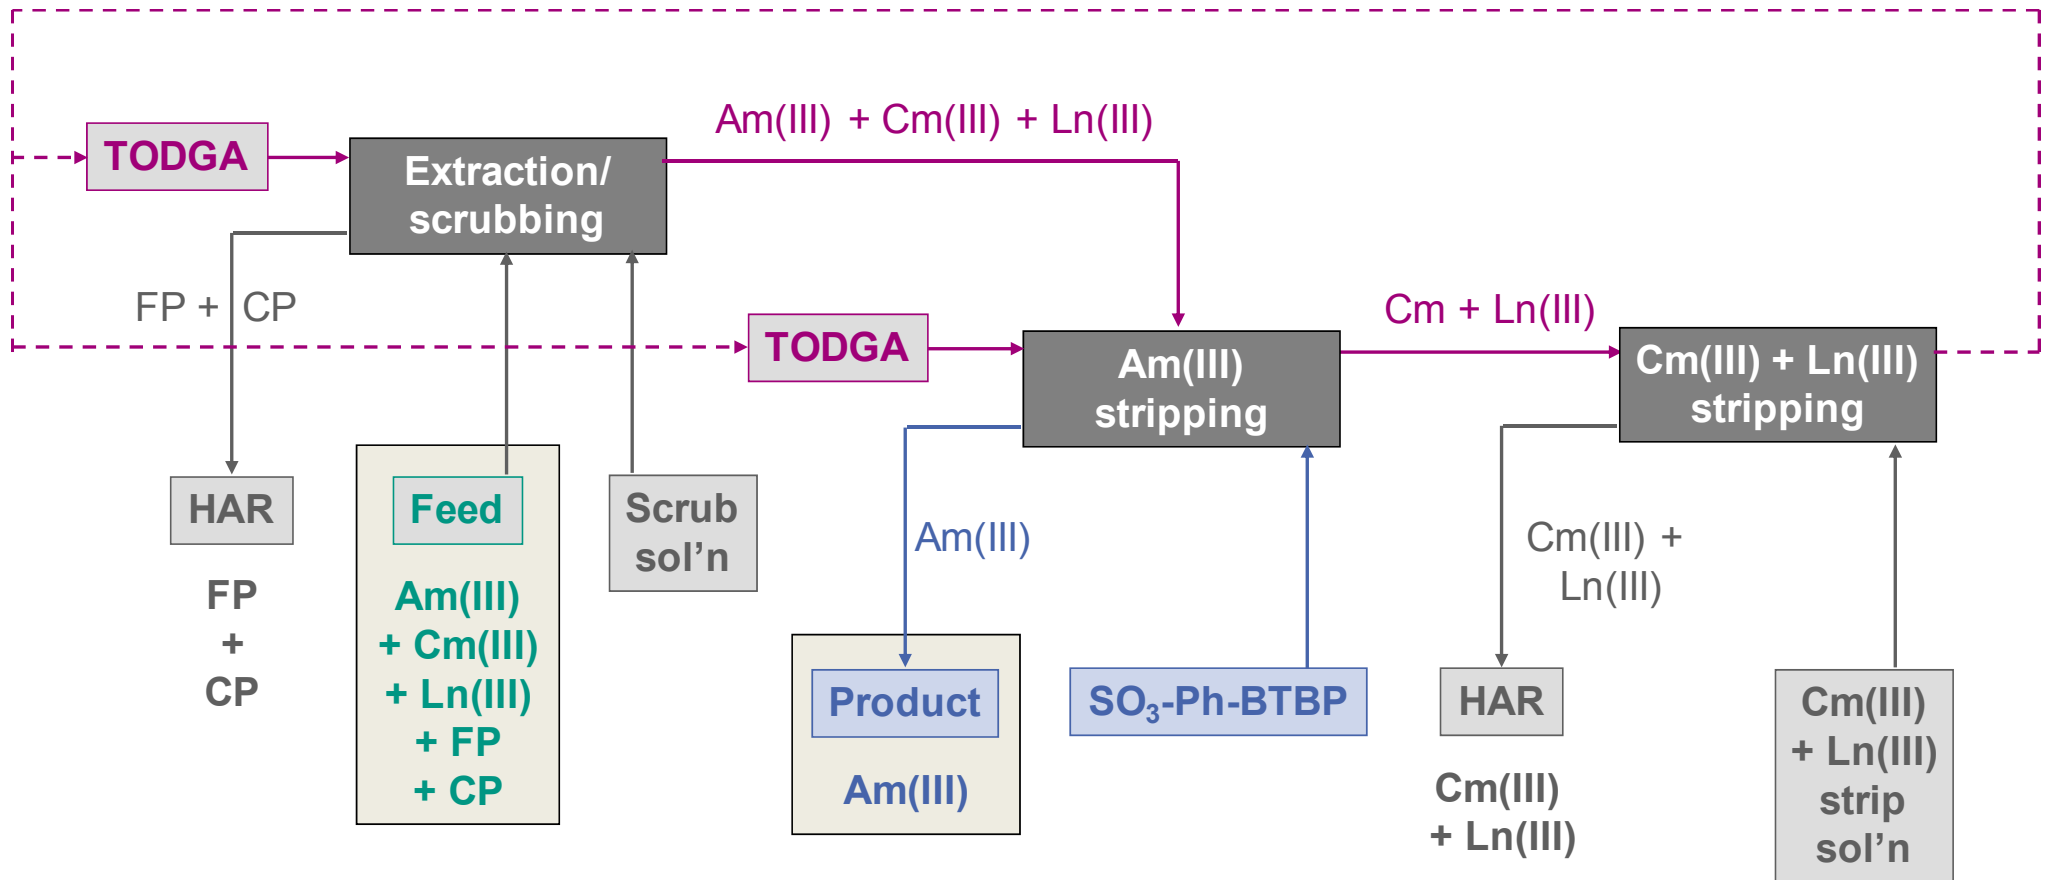 Am(III) + Cm(III) + Ln(III)
TODGA
Extraction/
scrubbing
FP + CP
TODGA
Cm + Ln(III)
Am(III)
stripping
Cm(III) + Ln(III)
stripping
HAR
FP
+
CP
Feed
Am(III)
+ Cm(III)
+ Ln(III)
+ FP
+ CP
Scrub
sol’n
Am(III)
Product
Am(III)
SO₃-Ph-BTBP
Cm(III) +
Ln(III)
HAR
Cm(III)
+ Ln(III)
Cm(III)
+ Ln(III)
strip
sol’n